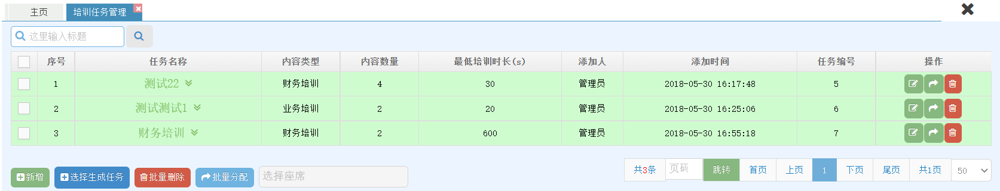 主页 培训任务管理
这里输入标题
序号 任务名称 内容类型 内容数量 最低培训时长(s) 添加人 添加时间 任务编号 操作
1 测试22 财务培训 4 30 管理员 2018-05-30 16:17:48 5
2 测试测试1 业务培训 2 20 管理员 2018-05-30 16:25:06 6
3 财务培训 财务培训 2 600 管理员 2018-05-30 16:55:18 7
新增 选择生成任务 批量删除 批量分配 选择座席 共3条 页码 跳转 首页 上页 1 下页 尾页 共1页 50